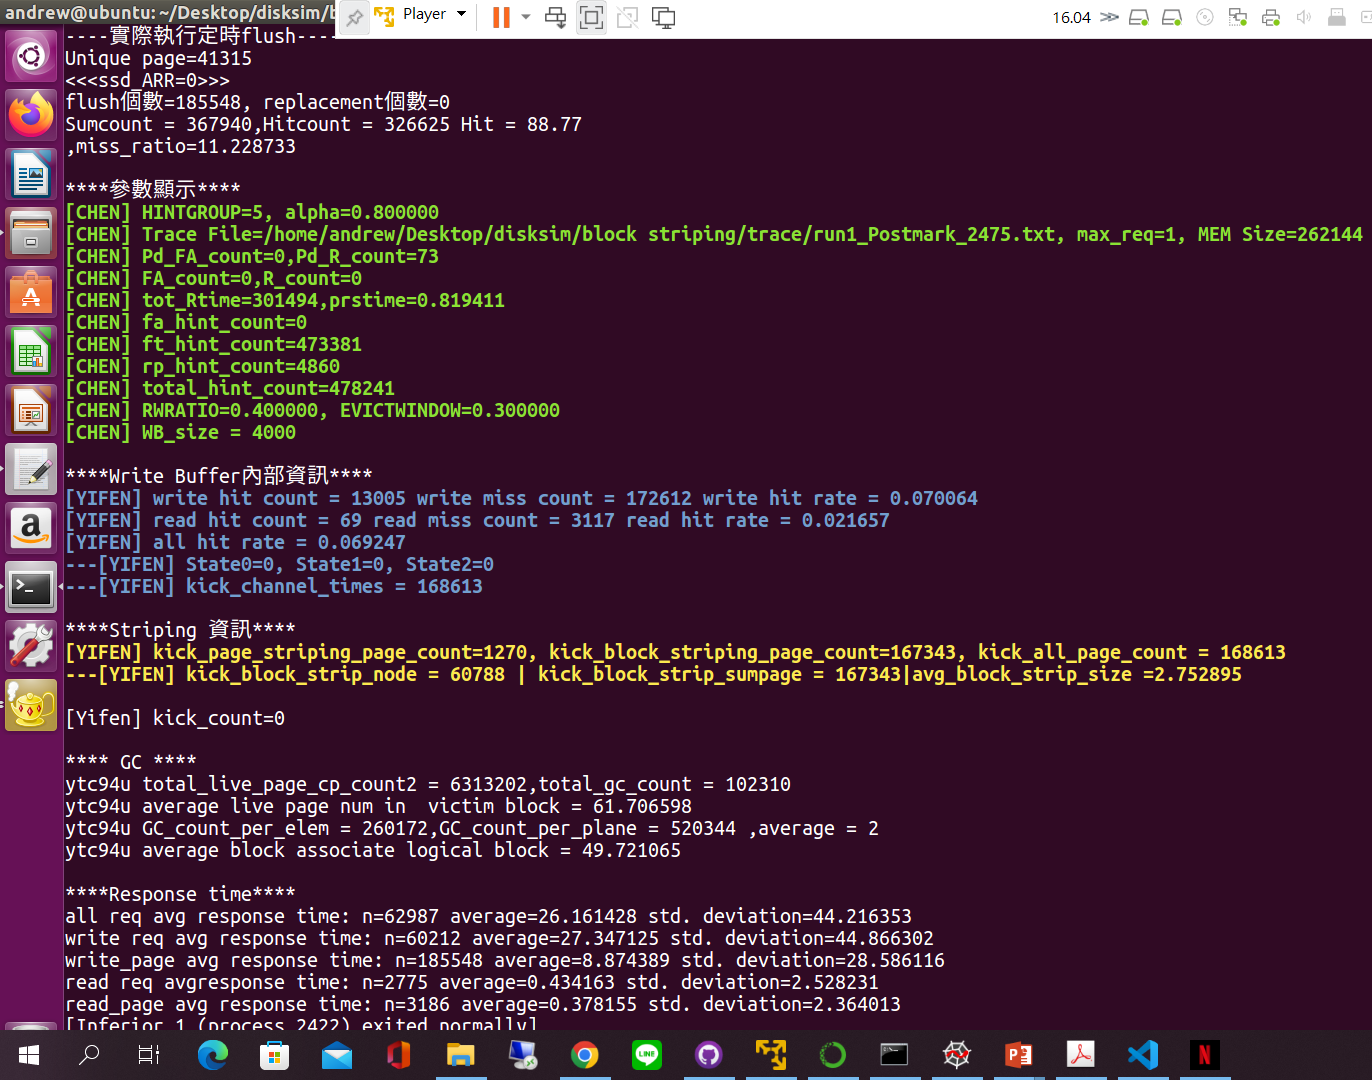 andrew@ubuntu: ~/Desktop/disksim/b
Player
16.04
----實際執行定時flush----
Unique page=41315
<<<ssd_ARR=0>>>
flush個數=185548, replacement個數=0
Sumcount = 367940,Hitcount = 326625 Hit = 88.77
,miss_ratio=11.228733
****參數顯示****
[CHEN] HINTGROUP=5, alpha=0.800000
[CHEN] Trace File=/home/andrew/Desktop/disksim/block striping/trace/run1_Postmark_2475.txt, max_req=1, MEM Size=262144
[CHEN] Pd_FA_count=0,Pd_R_count=73
[CHEN] FA_count=0,R_count=0
[CHEN] tot_Rtime=301494,prstime=0.819411
[CHEN] fa_hint_count=0
[CHEN] ft_hint_count=473381
[CHEN] rp_hint_count=4860
[CHEN] total_hint_count=478241
[CHEN] RWRATIO=0.400000, EVICTWINDOW=0.300000
[CHEN] WB_size = 4000
****Write Buffer內部資訊****
[YIFEN] write hit count = 13005 write miss count = 172612 write hit rate = 0.070064
[YIFEN] read hit count = 69 read miss count = 3117 read hit rate = 0.021657
[YIFEN] all hit rate = 0.069247
---[YIFEN] State0=0, State1=0, State2=0
---[YIFEN] kick_channel_times = 168613
****Striping 資訊****
[YIFEN] kick_page_striping_page_count=1270, kick_block_striping_page_count=167343, kick_all_page_count = 168613
---[YIFEN] kick_block_strip_node = 60788 | kick_block_strip_sumpage = 167343|avg_block_strip_size =2.752895
[Yifen] kick_count=0
**** GC ****
ytc94u total_live_page_cp_count2 = 6313202,total_gc_count = 102310
ytc94u average live page num in  victim block = 61.706598
ytc94u GC_count_per_elem = 260172,GC_count_per_plane = 520344 ,average = 2
ytc94u average block associate logical block = 49.721065
****Response time****
all req avg response time: n=62987 average=26.161428 std. deviation=44.216353
write req avg response time: n=60212 average=27.347125 std. deviation=44.866302
write_page avg response time: n=185548 average=8.874389 std. deviation=28.586116
read req avgresponse time: n=2775 average=0.434163 std. deviation=2.528231
read_page avg response time: n=3186 average=0.378155 std. deviation=2.364013
[Inferior 1 (process 2422) exited normally]